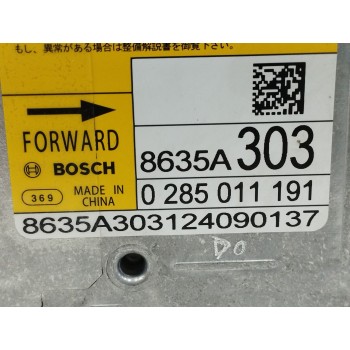 もし、異常がある場合は整備解説書を御覧下さい。
FORWARD
BOSCH
8635A 303
369
MADE IN
CHINA
0 285 011 191
8635A303124090137
DO